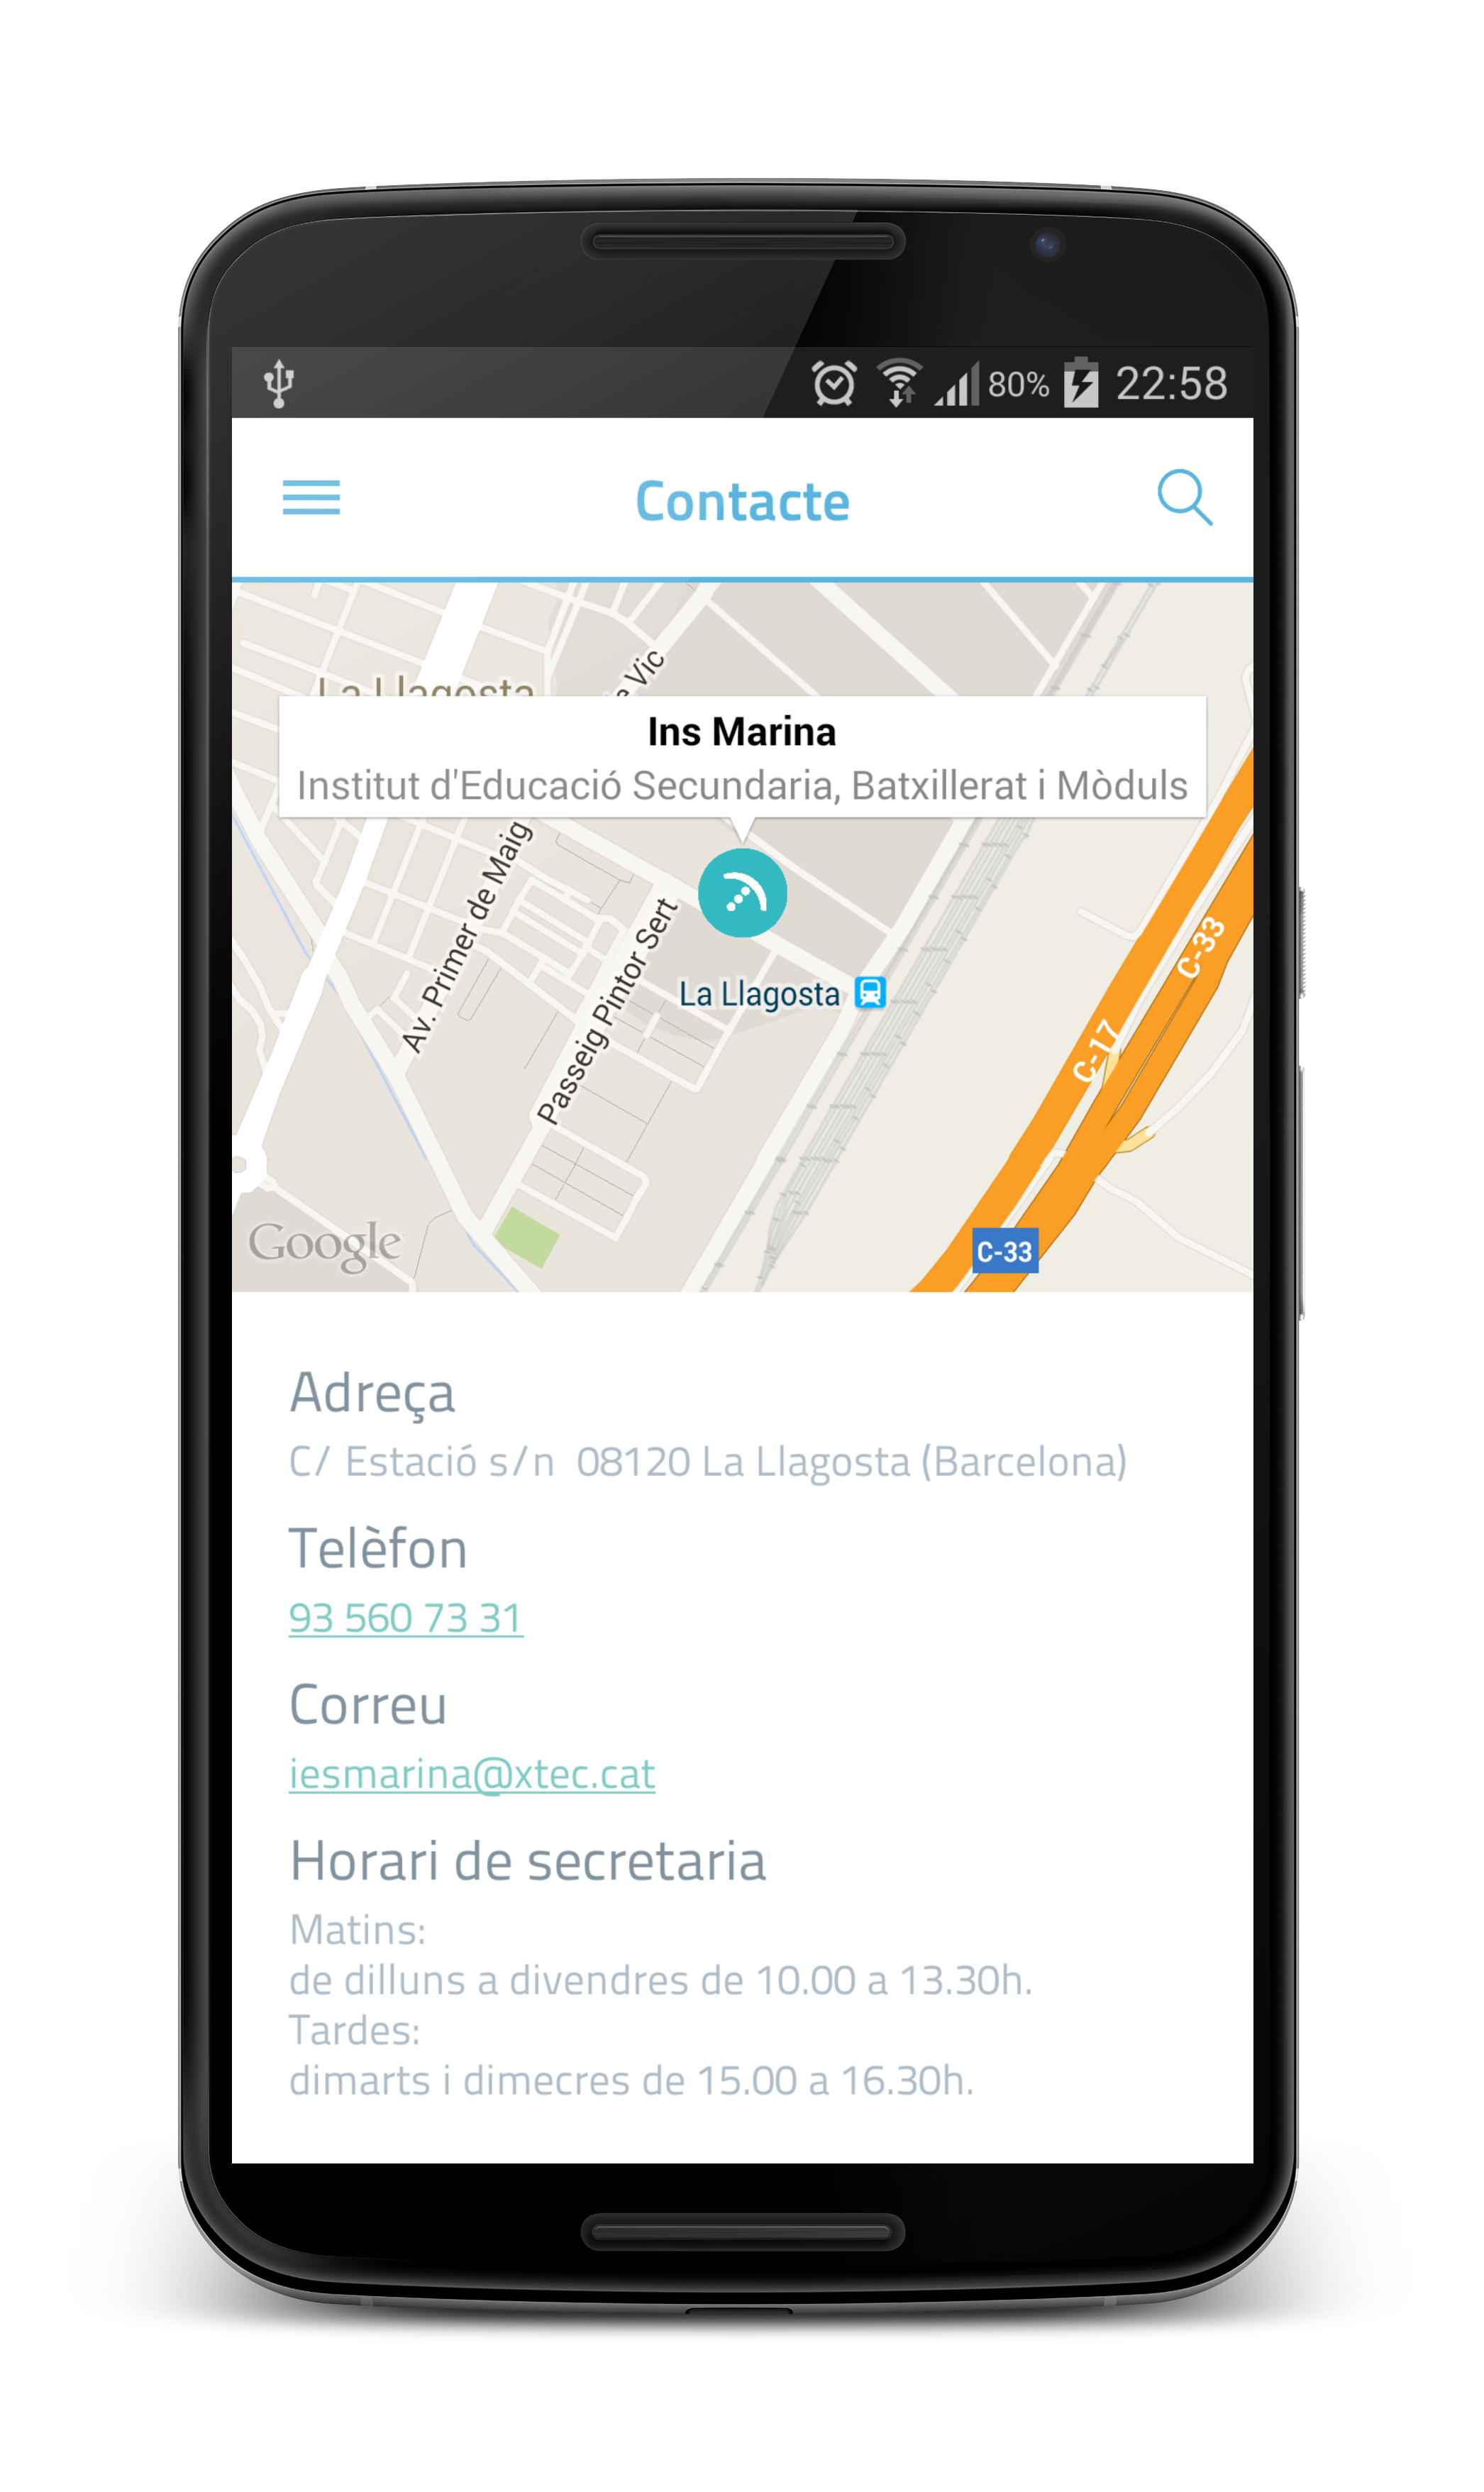 80% 22:58
Contacte
La Llagosta
e Vic
Ins Marina
Institut d'Educació Secundaria, Batxillerat i Mòduls
Av. Primer de Maig
Passeig Pintor Sert
La Llagosta
C-33
C-17
C-33
Google
Adreça
C/ Estació s/n 08120 La Llagosta (Barcelona)
Telèfon
93 560 73 31
Correu
iesmarina@xtec.cat
Horari de secretaria
Matins:
de dilluns a divendres de 10.00 a 13.30h.
Tardes:
dimarts i dimecres de 15.00 a 16.30h.